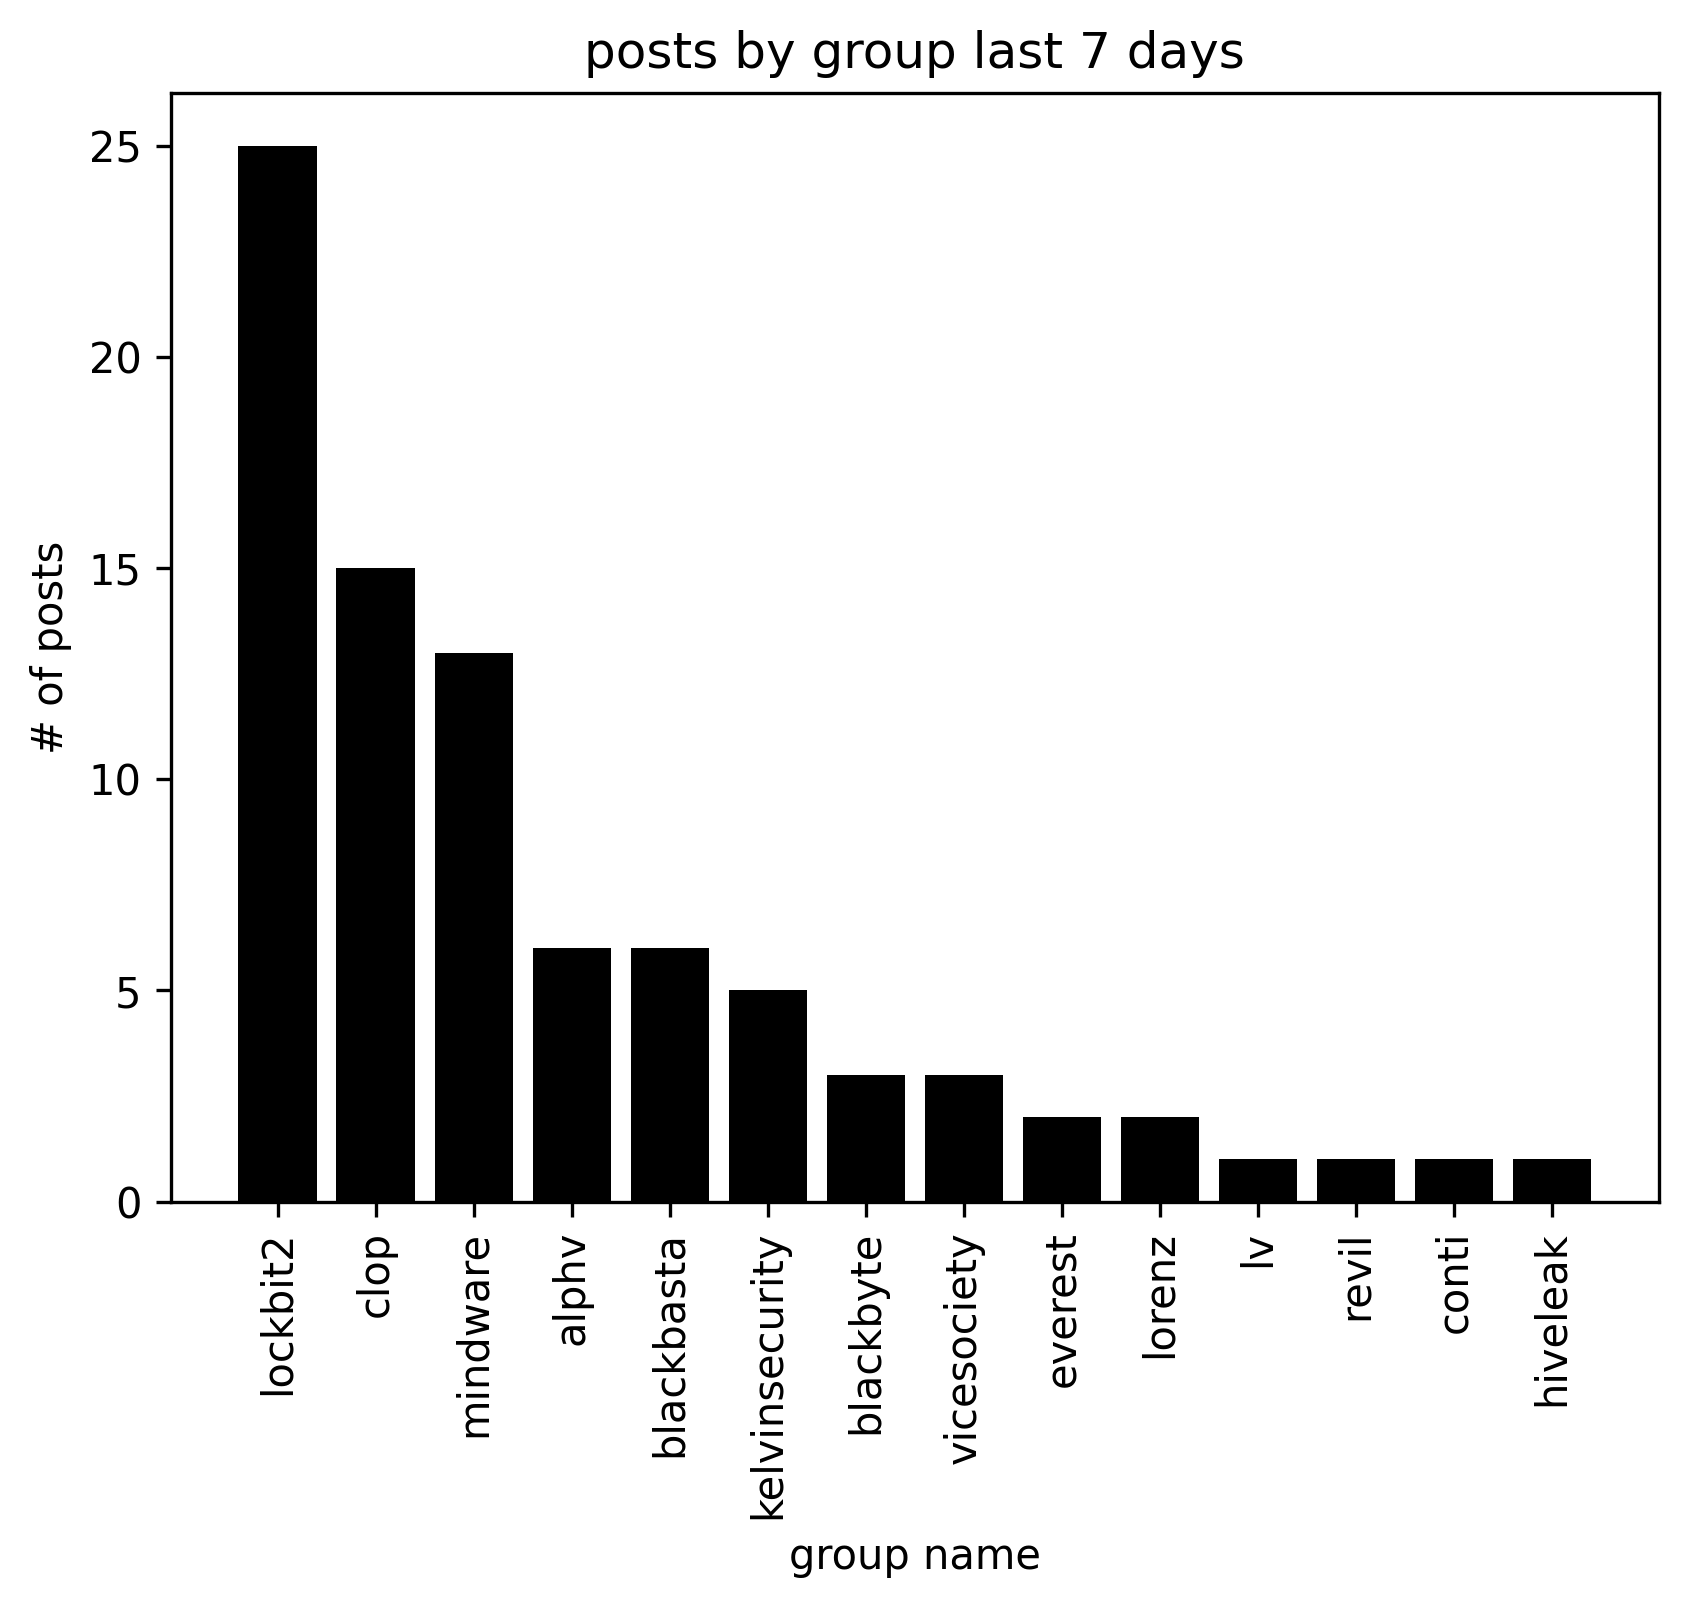 posts by group last 7 days
# of posts
25
20
15
10
5
0
lockbit2
clop
mindware
alphv
blackbasta
kelvinsecurity
blackbyte
vicesociety
everest
lorenz
lv
revil
conti
hiveleak
group name